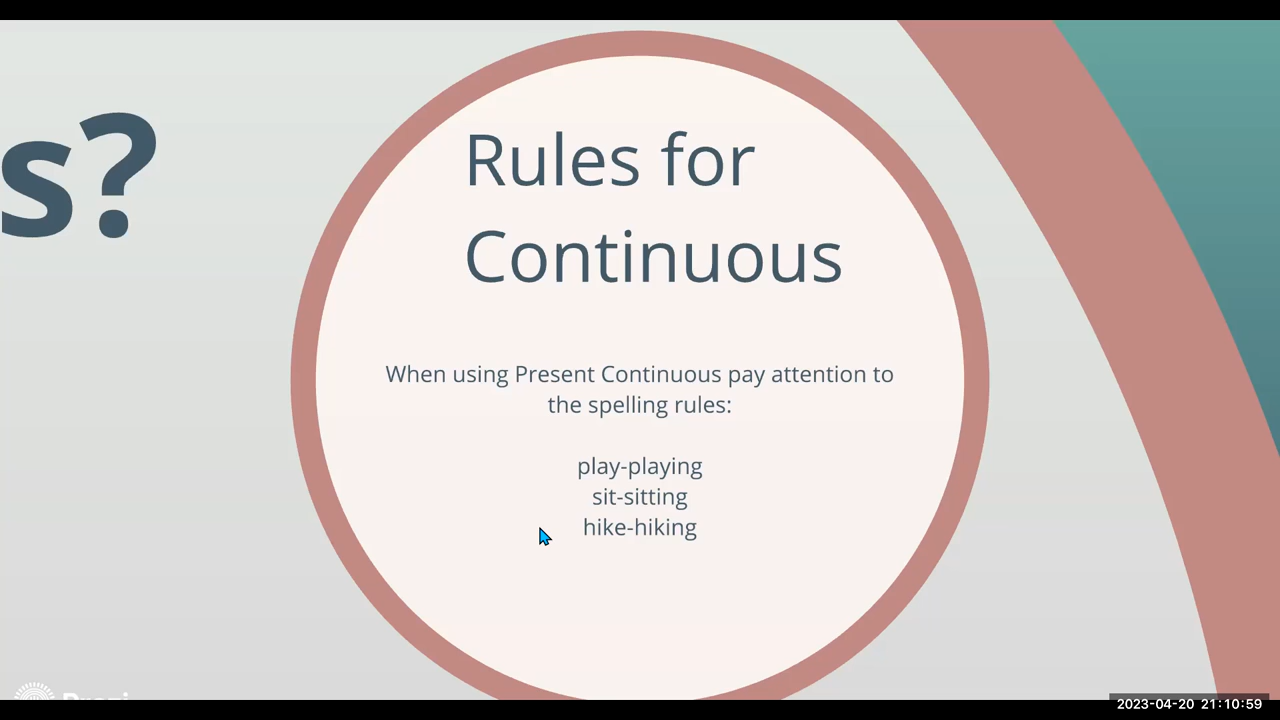 s?
Rules for
Continuous
When using Present Continuous pay attention to
the spelling rules:
play-playing
sit-sitting
hike-hiking
Prezi
2023-04-20 21:10:59